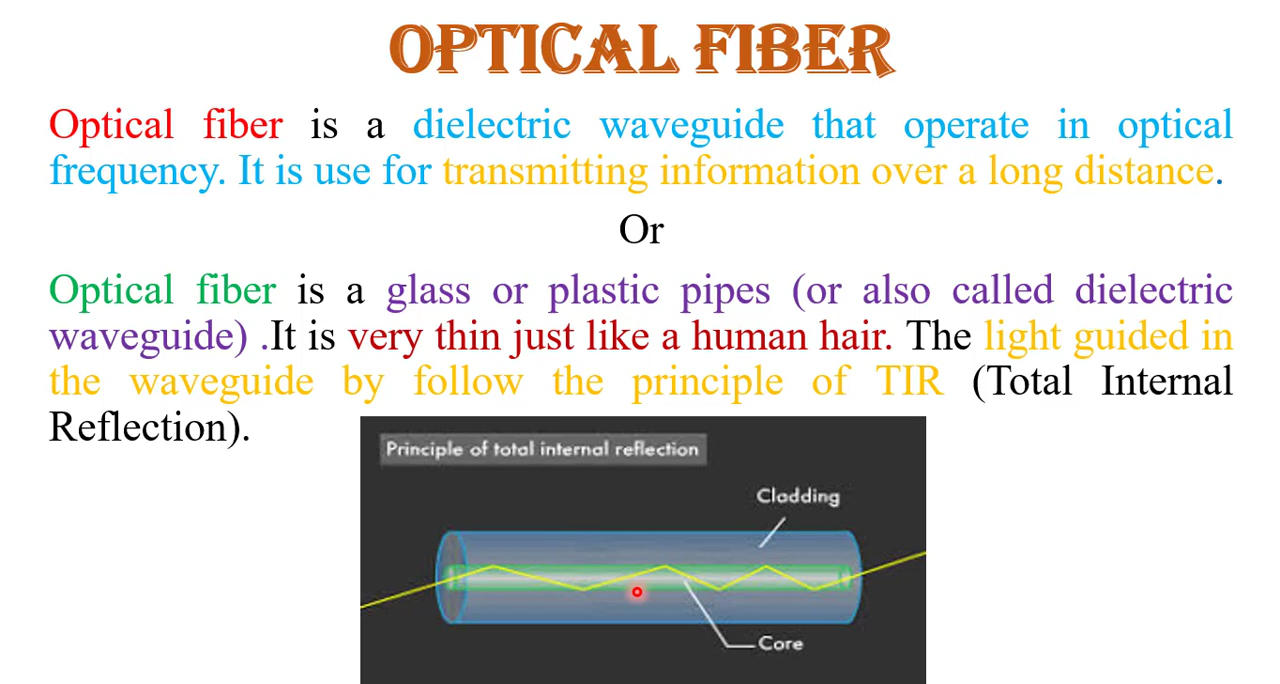 OPTICAL FIBER
Optical fiber is a dielectric waveguide that operate in optical
frequency. It is use for transmitting information over a long distance.
Or
Optical fiber is a glass or plastic pipes (or also called dielectric
waveguide) .It is very thin just like a human hair. The light guided in
the waveguide by follow the principle of TIR (Total Internal
Reflection).
Principle of total internal reflection
Cladding
Core